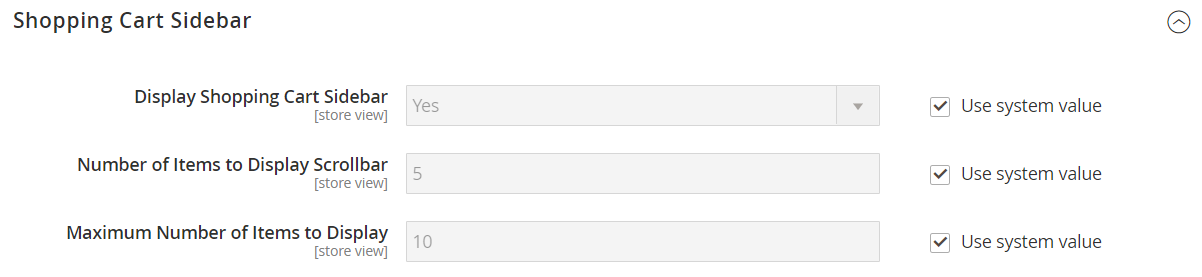 Shopping Cart Sidebar
Display Shopping Cart Sidebar
[store view]
Yes
Use system value
Number of Items to Display Scrollbar
[store view]
5
Use system value
Maximum Number of Items to Display
[store view]
10
Use system value